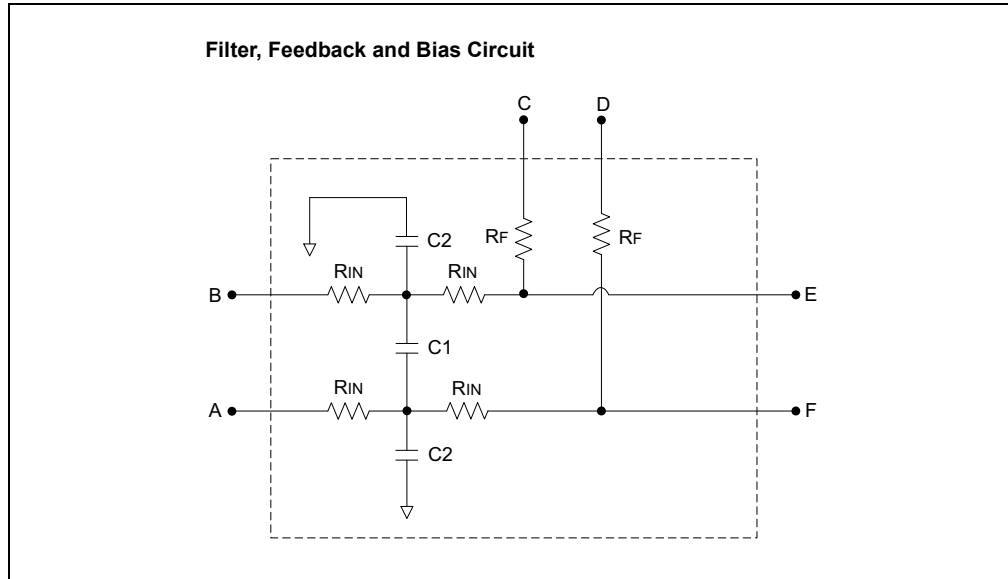 Filter, Feedback and Bias Circuit
C D
C2
RF RF
RIN RIN
B E
C1
RIN RIN
A F
C2